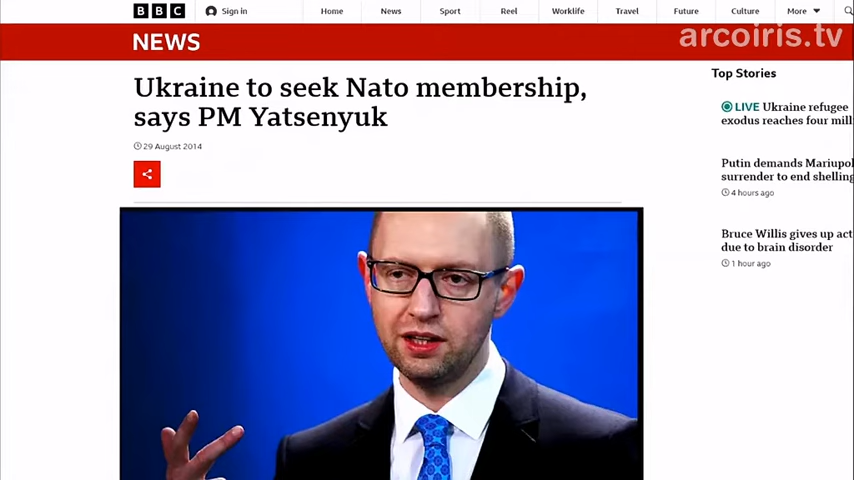 BBC
Sign in
Home
News
Sport
Reel
Worklife
Travel
Future
Culture
More
NEWS
arcoiris.tv
Ukraine to seek Nato membership,
says PM Yatsenyuk
29 August 2014
Top Stories
LIVE Ukraine refugee
exodus reaches four mill
Putin demands Mariupol
surrender to end shelling
4 hours ago
Bruce Willis gives up act
due to brain disorder
1 hour ago